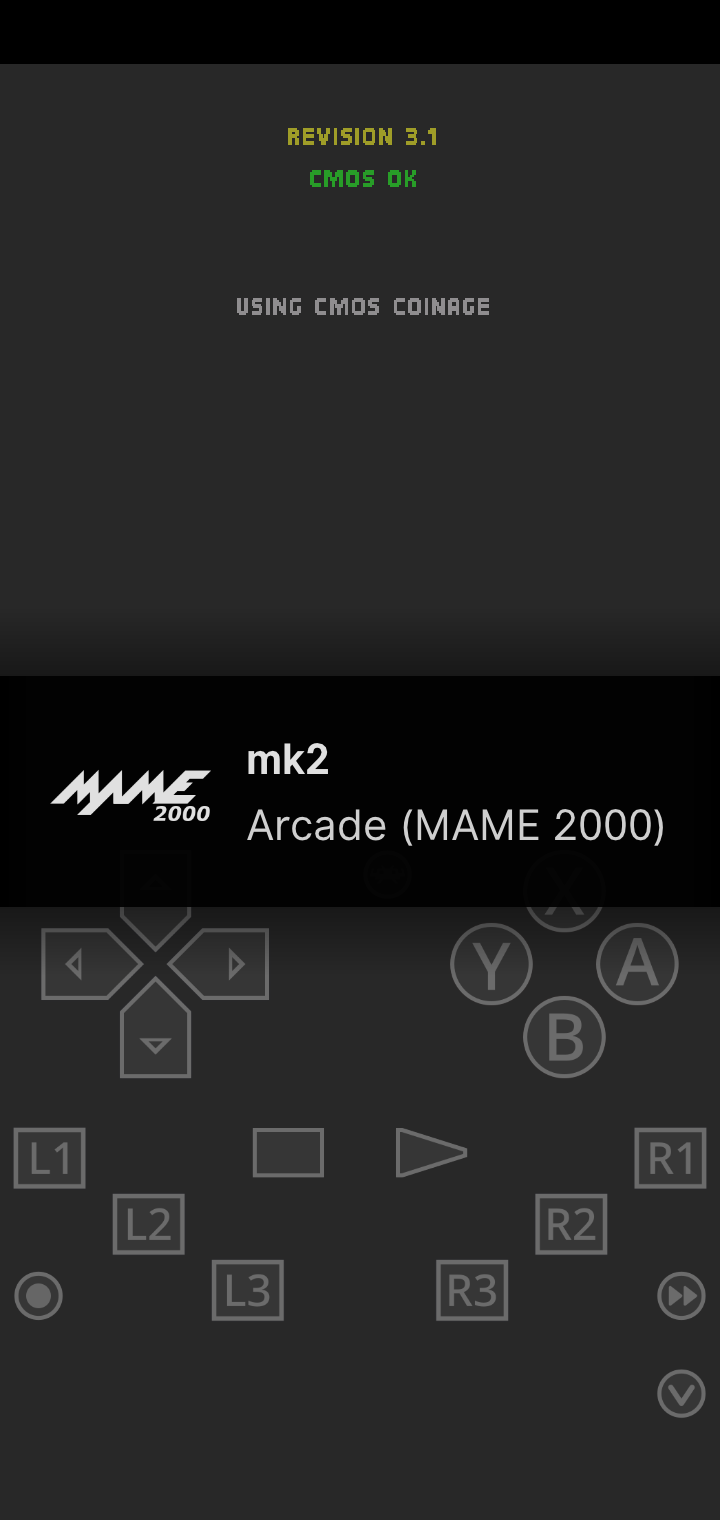 REVISION 3.1
CMOS OK
USING CMOS COINAGE
MAME
2000
mk2
Arcade (MAME 2000)
X
Y
A
B
L1
R1
L2
R2
L3
R3